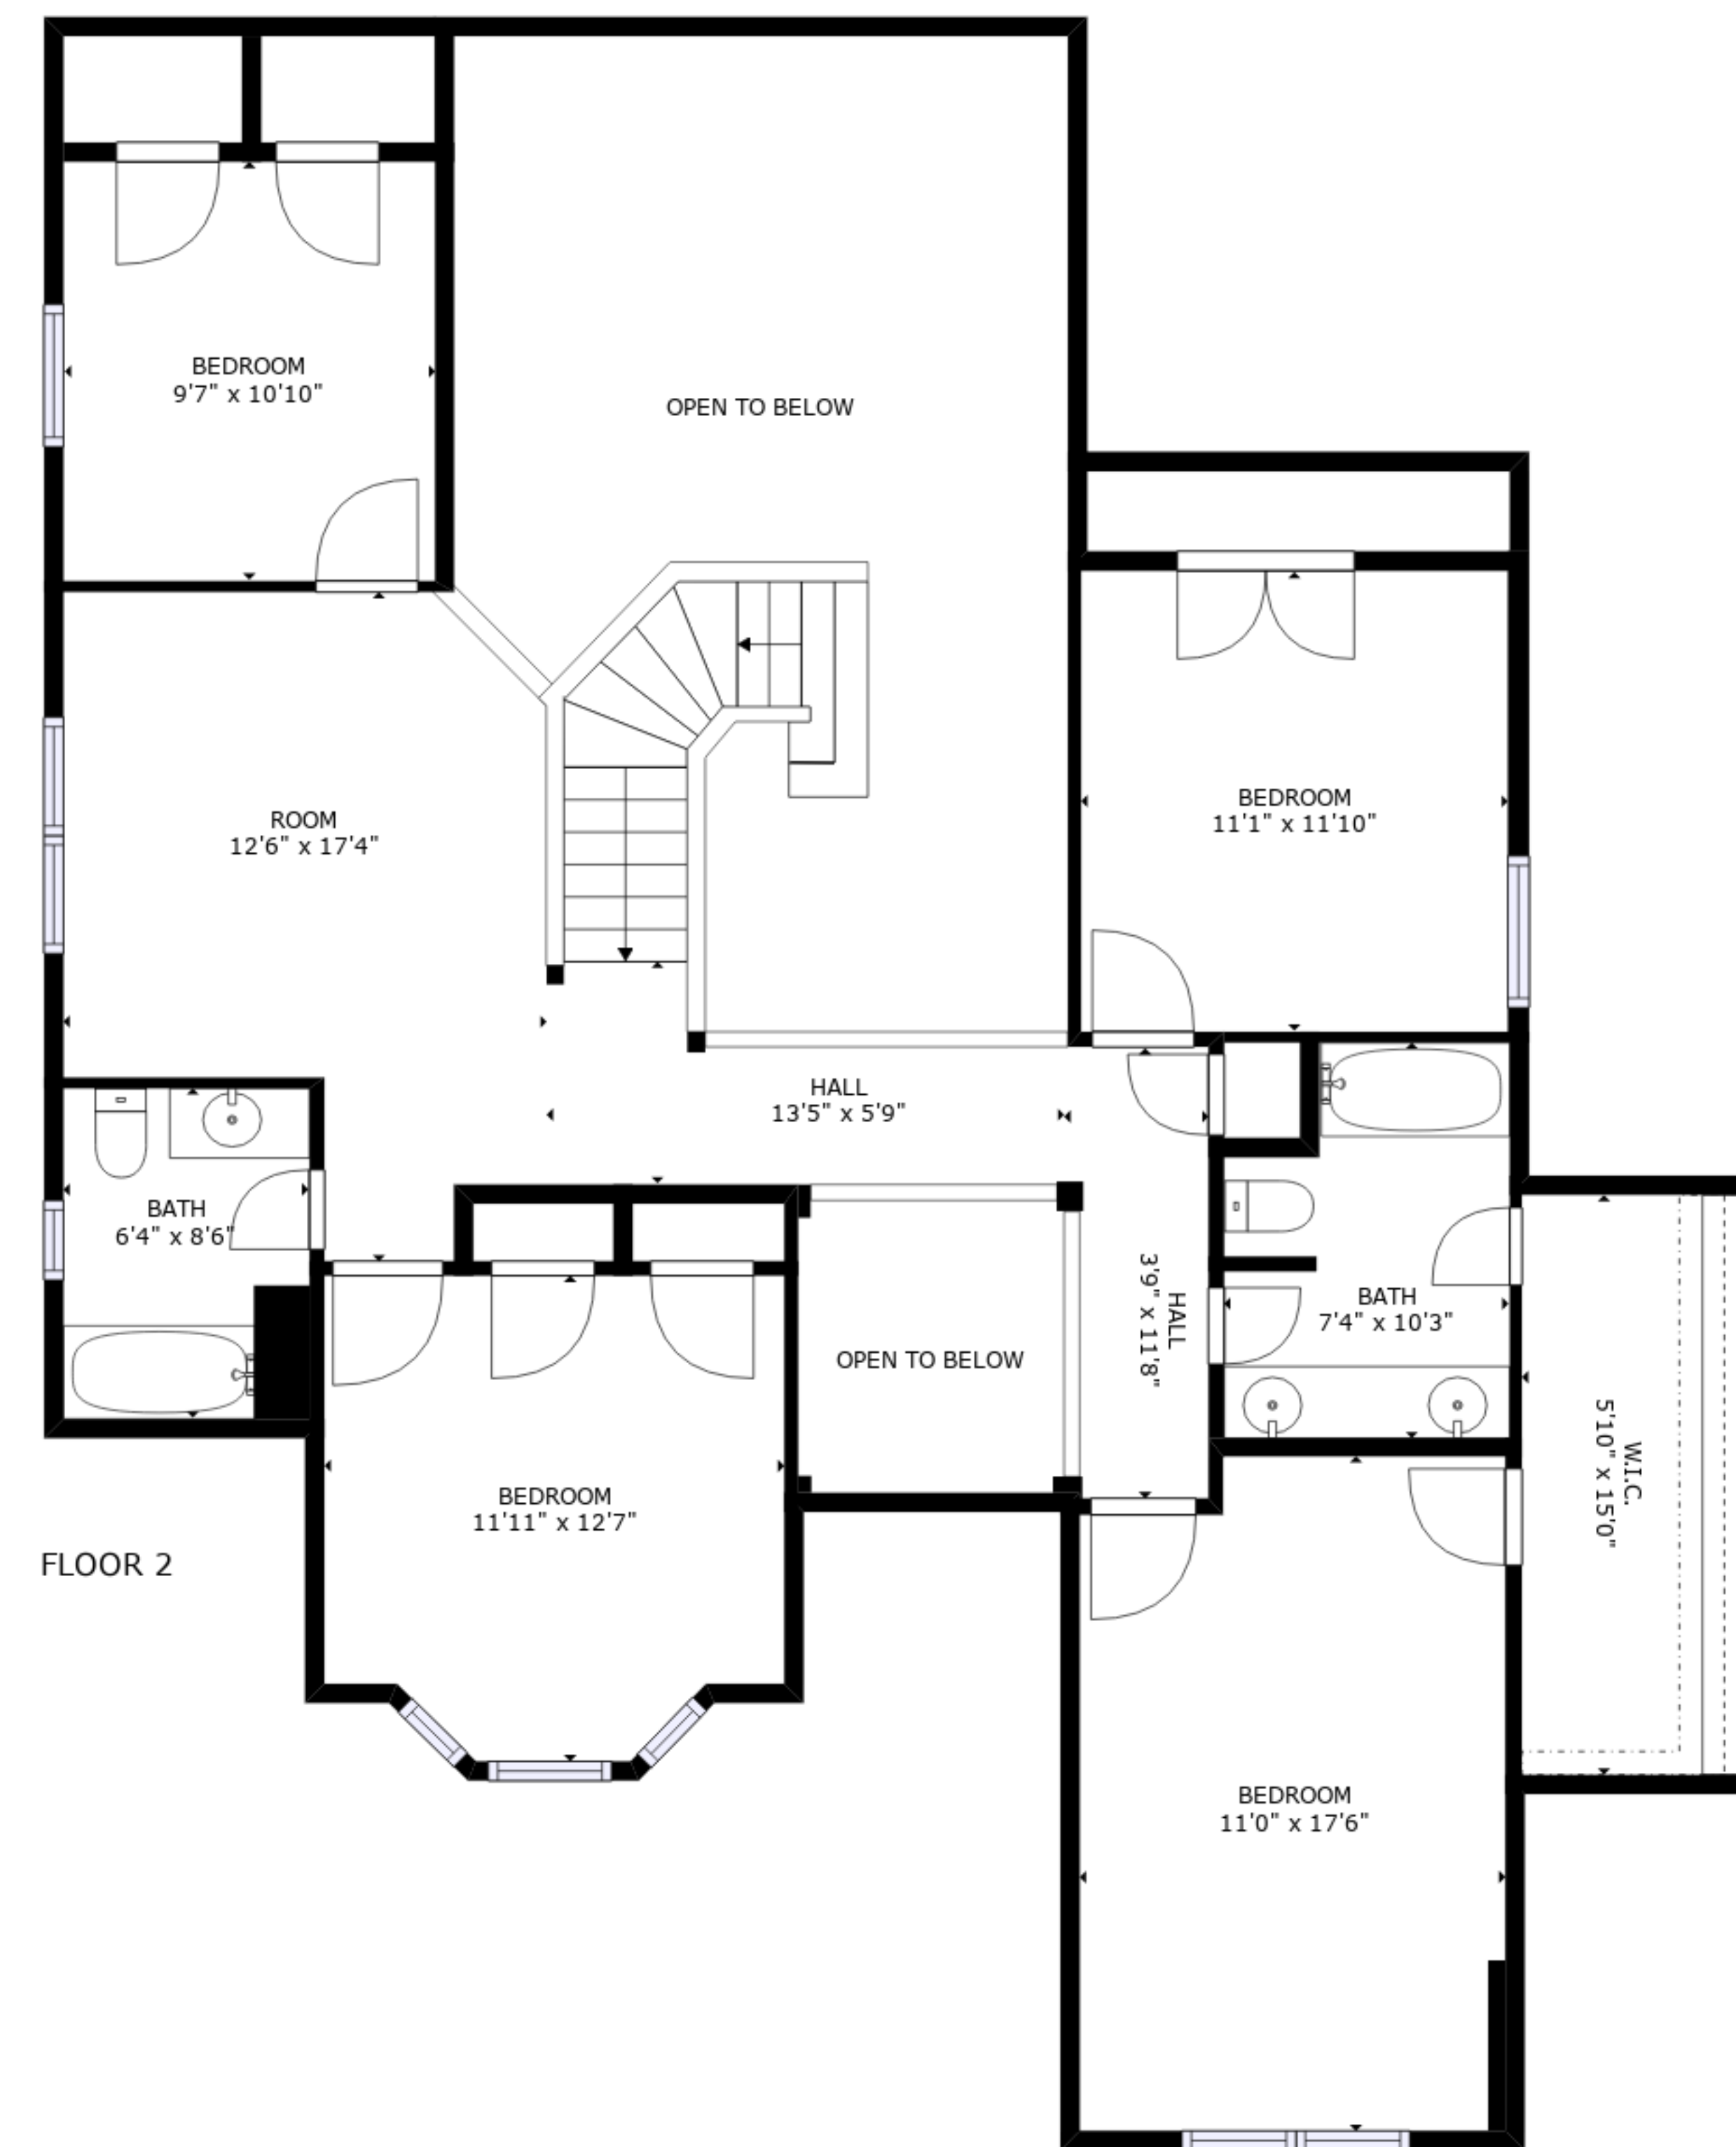 BEDROOM
9'7" x 10'10"
OPEN TO BELOW
ROOM
12'6" x 17'4"
BEDROOM
11'1" x 11'10"
HALL
13'5" x 5'9"
BATH
6'4" x 8'6"
HALL
3'9" x 11'8"
BATH
7'4" x 10'3"
OPEN TO BELOW
W.I.C.
5'10" x 15'0"
BEDROOM
11'11" x 12'7"
FLOOR 2
BEDROOM
11'0" x 17'6"